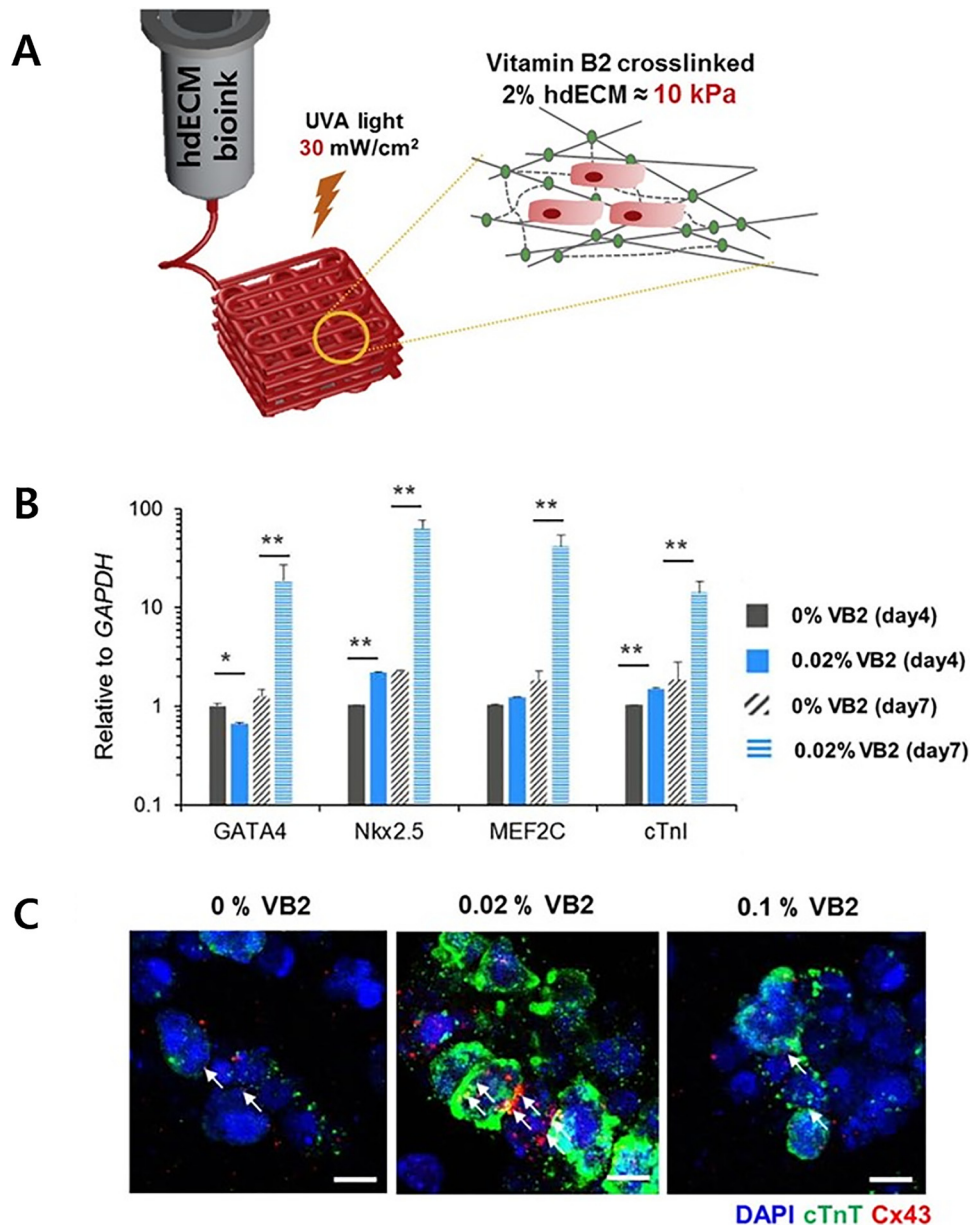 A
hdECM
bioink
UVA light
30 mW/cm²
Vitamin B2 crosslinked
2% hdECM ≈ 10 kPa
B
Relative to GAPDH
100
10
1
0.1
**
**
**
**
*
**
**
GATA4
Nkx2.5
MEF2C
cTnI
0% VB2 (day4)
0.02% VB2 (day4)
0% VB2 (day7)
0.02% VB2 (day7)
C
0 % VB2
0.02 % VB2
0.1 % VB2
DAPI cTnT Cx43